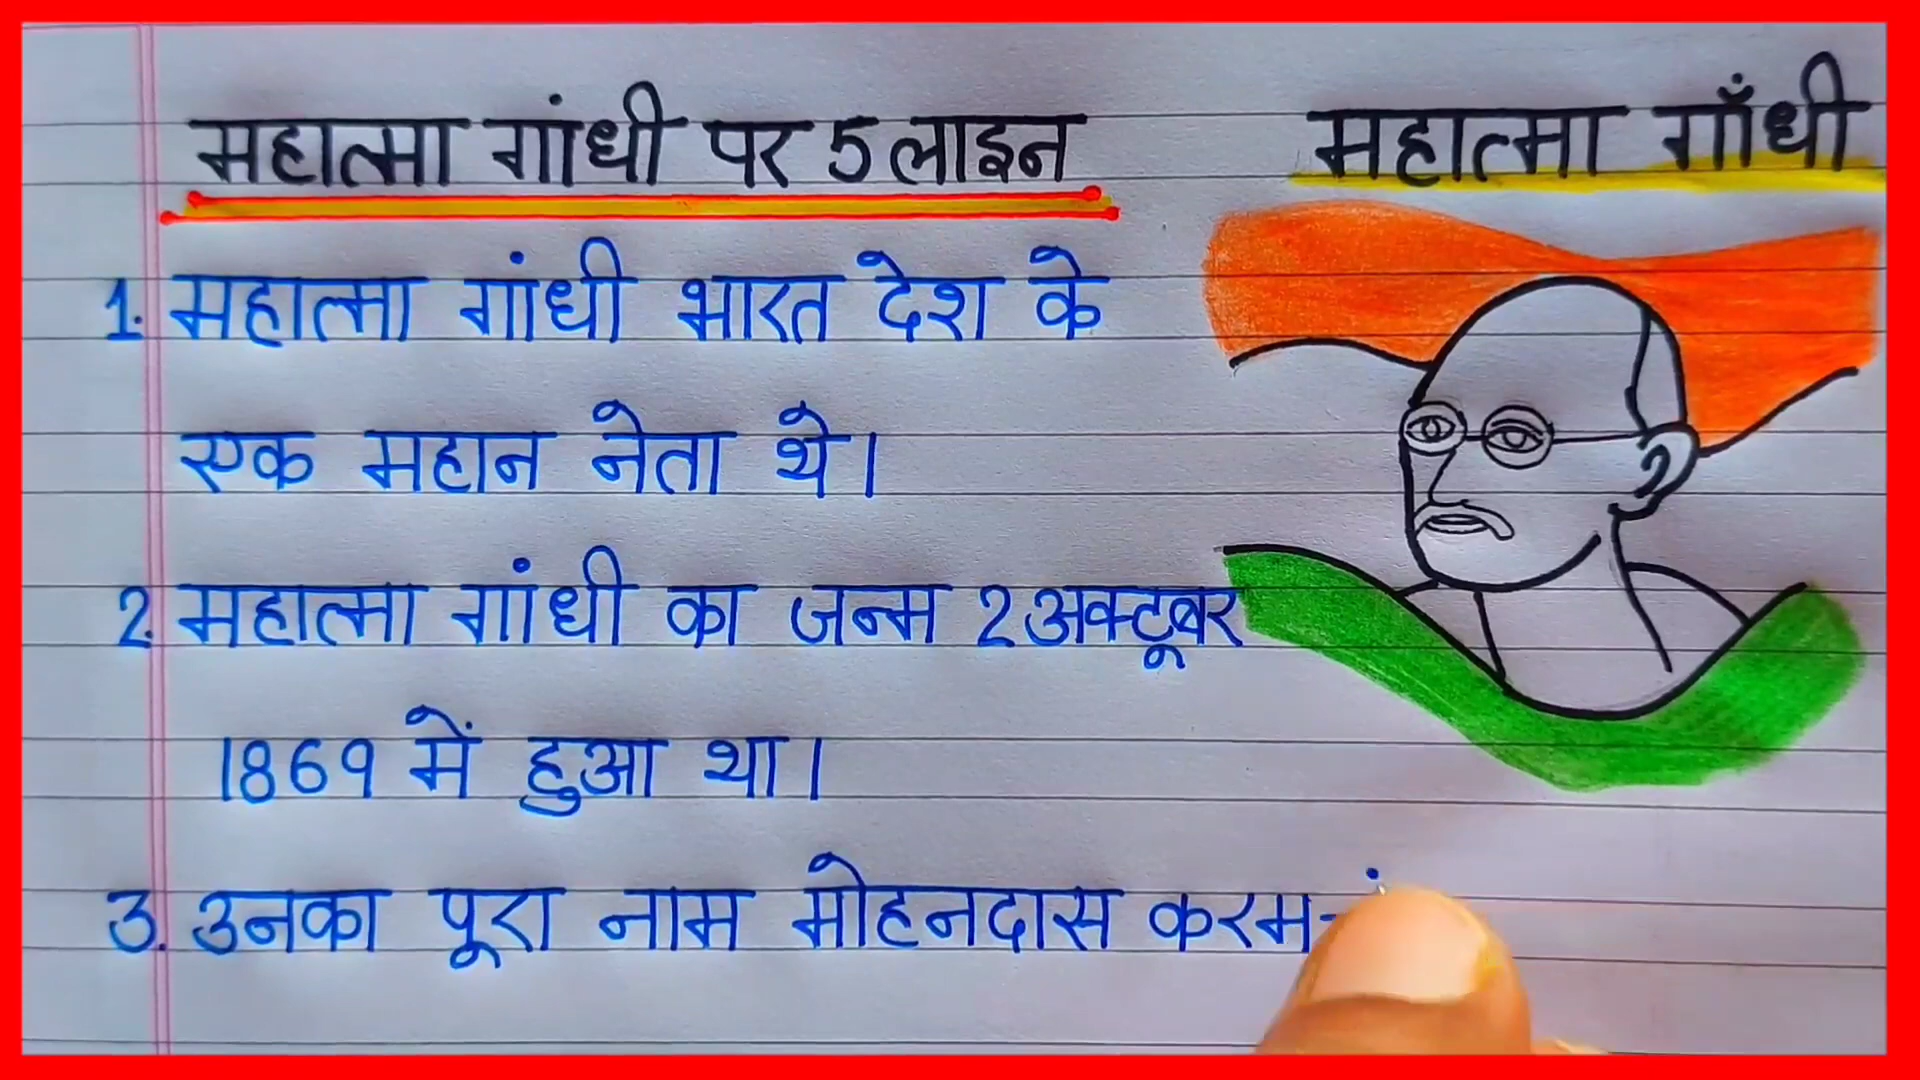 महात्मा गांधी पर 5 लाइन
महात्मा गाँधी
1. महात्मा गांधी भारत देश के
एक महान नेता थे।
2. महात्मा गांधी का जन्म 2 अक्टूबर
1869 में हुआ था।
3. उनका पूरा नाम मोहनदास